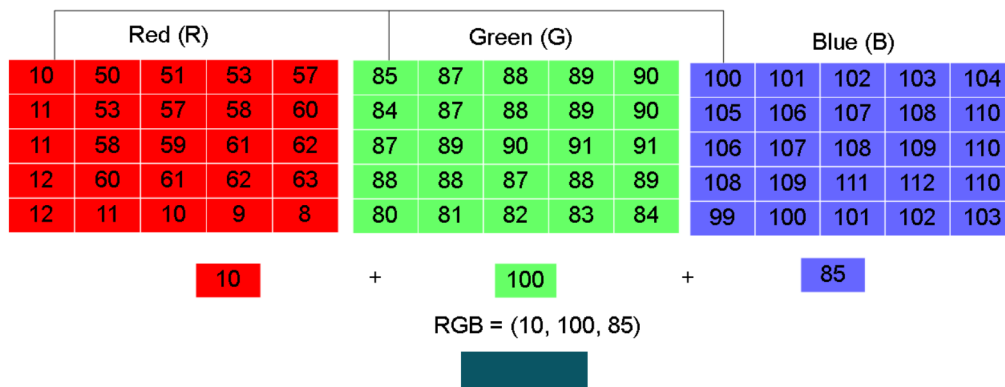 Red (R) Green (G) Blue (B)
10 50 51 53 57 85 87 88 89 90 100 101 102 103 104
11 53 57 58 60 84 87 88 89 90 105 106 107 108 110
11 58 59 61 62 87 89 90 91 91 106 107 108 109 110
12 60 61 62 63 88 88 87 88 89 108 109 111 112 110
12 11 10 9 8 80 81 82 83 84 99 100 101 102 103
10 + 100 + 85
RGB = (10, 100, 85)